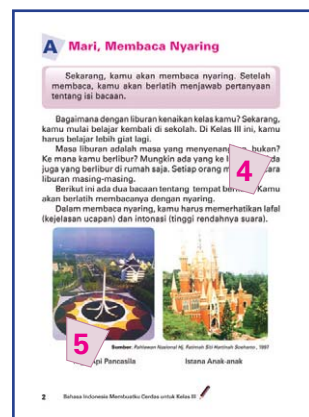 A Mari, Membaca Nyaring
Sekarang, kamu akan membaca nyaring. Setelah
membaca, kamu akan berlatih menjawab pertanyaan
tentang isi bacaan.
Bagaimana dengan liburan kenaikan kelas kamu? Sekarang,
kamu mulai belajar kembali di sekolah. Di Kelas III ini, kamu
harus belajar lebih giat lagi.
Masa liburan adalah masa yang bukan?
Ke mana kamu berlibur? Mungkin ada yang ke
juga yang berlibur di rumah saja. Setiap orang
liburan masing-masing.
4
Berikut ini ada dua bacaan tentang tempat Kamu
akan berlatih membacanya dengan nyaring.
Dalam membaca nyaring, kamu harus memerhatikan lafal
(kejelasan ucapan) dan intonasi (tinggi rendahnya suara).
5
Sumber: Pahlawan Nasional Hj. Fatimah Siti Hartinah Soeharto, 1997
Api Pancasila Istana Anak-anak
2 Bahasa Indonesia Membuatku Cerdas untuk Kelas III